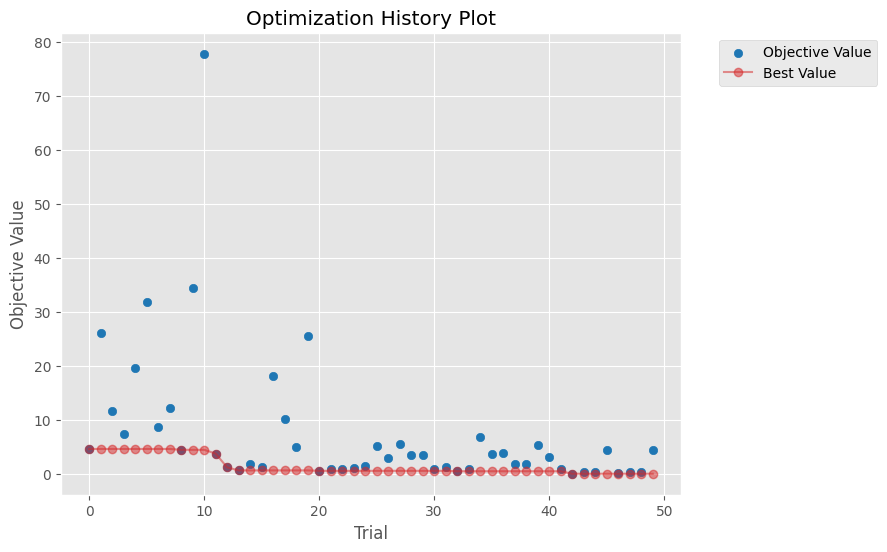 Optimization History Plot
Objective Value
Best Value
Objective Value
80
70
60
50
40
30
20
10
0
0 10 20 30 40 50
Trial